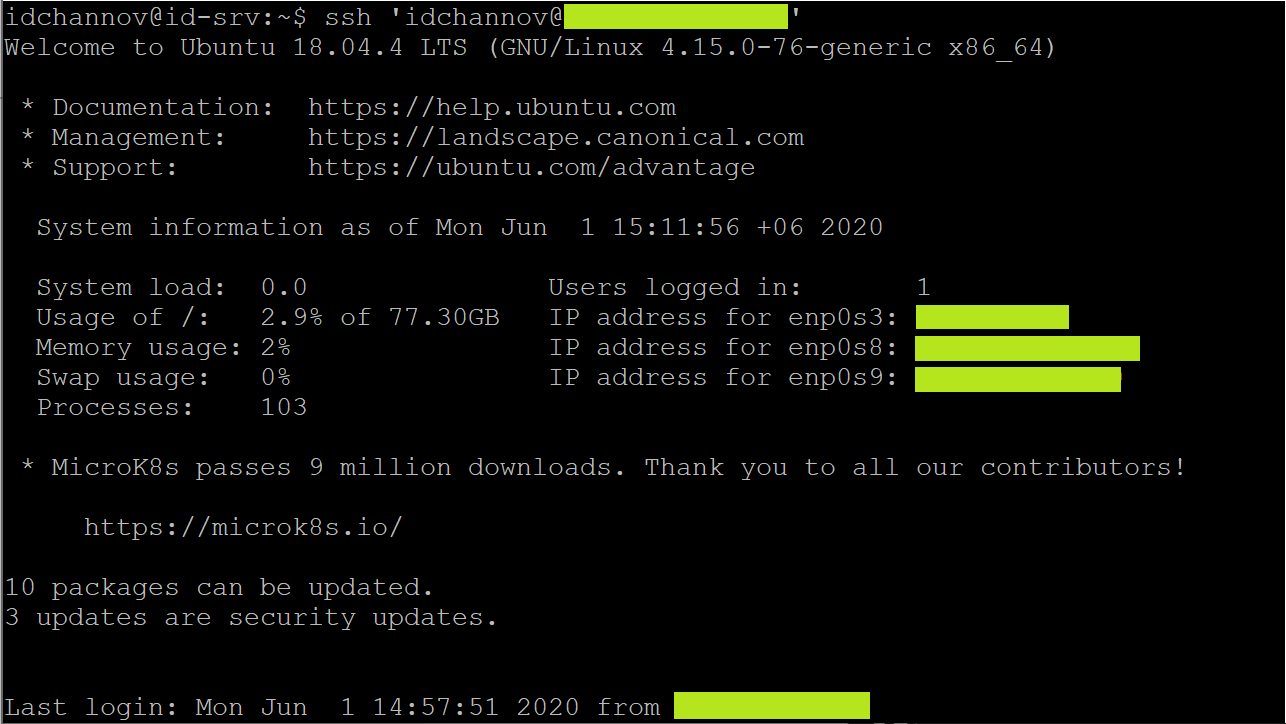 idchannov@id-srv:~$ ssh 'idchannov@'
Welcome to Ubuntu 18.04.4 LTS (GNU/Linux 4.15.0-76-generic x86_64)
* Documentation: https://help.ubuntu.com
* Management: https://landscape.canonical.com
* Support: https://ubuntu.com/advantage
System information as of Mon Jun 1 15:11:56 +06 2020
System load: 0.0 Users logged in: 1
Usage of /: 2.9% of 77.30GB IP address for enp0s3:
Memory usage: 2% IP address for enp0s8:
Swap usage: 0% IP address for enp0s9:
Processes: 103
* MicroK8s passes 9 million downloads. Thank you to all our contributors!
https://microk8s.io/
10 packages can be updated.
3 updates are security updates.
Last login: Mon Jun 1 14:57:51 2020 from